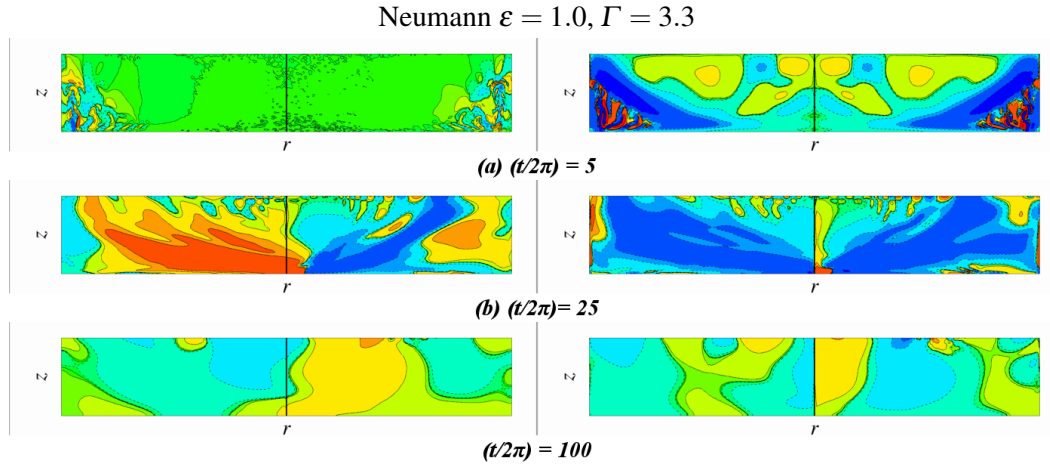 Neumann ε = 1.0, Γ = 3.3
z z
r r
(a) (t/2π) = 5
z z
r r
(b) (t/2π)= 25
z z
r r
(t/2π) = 100